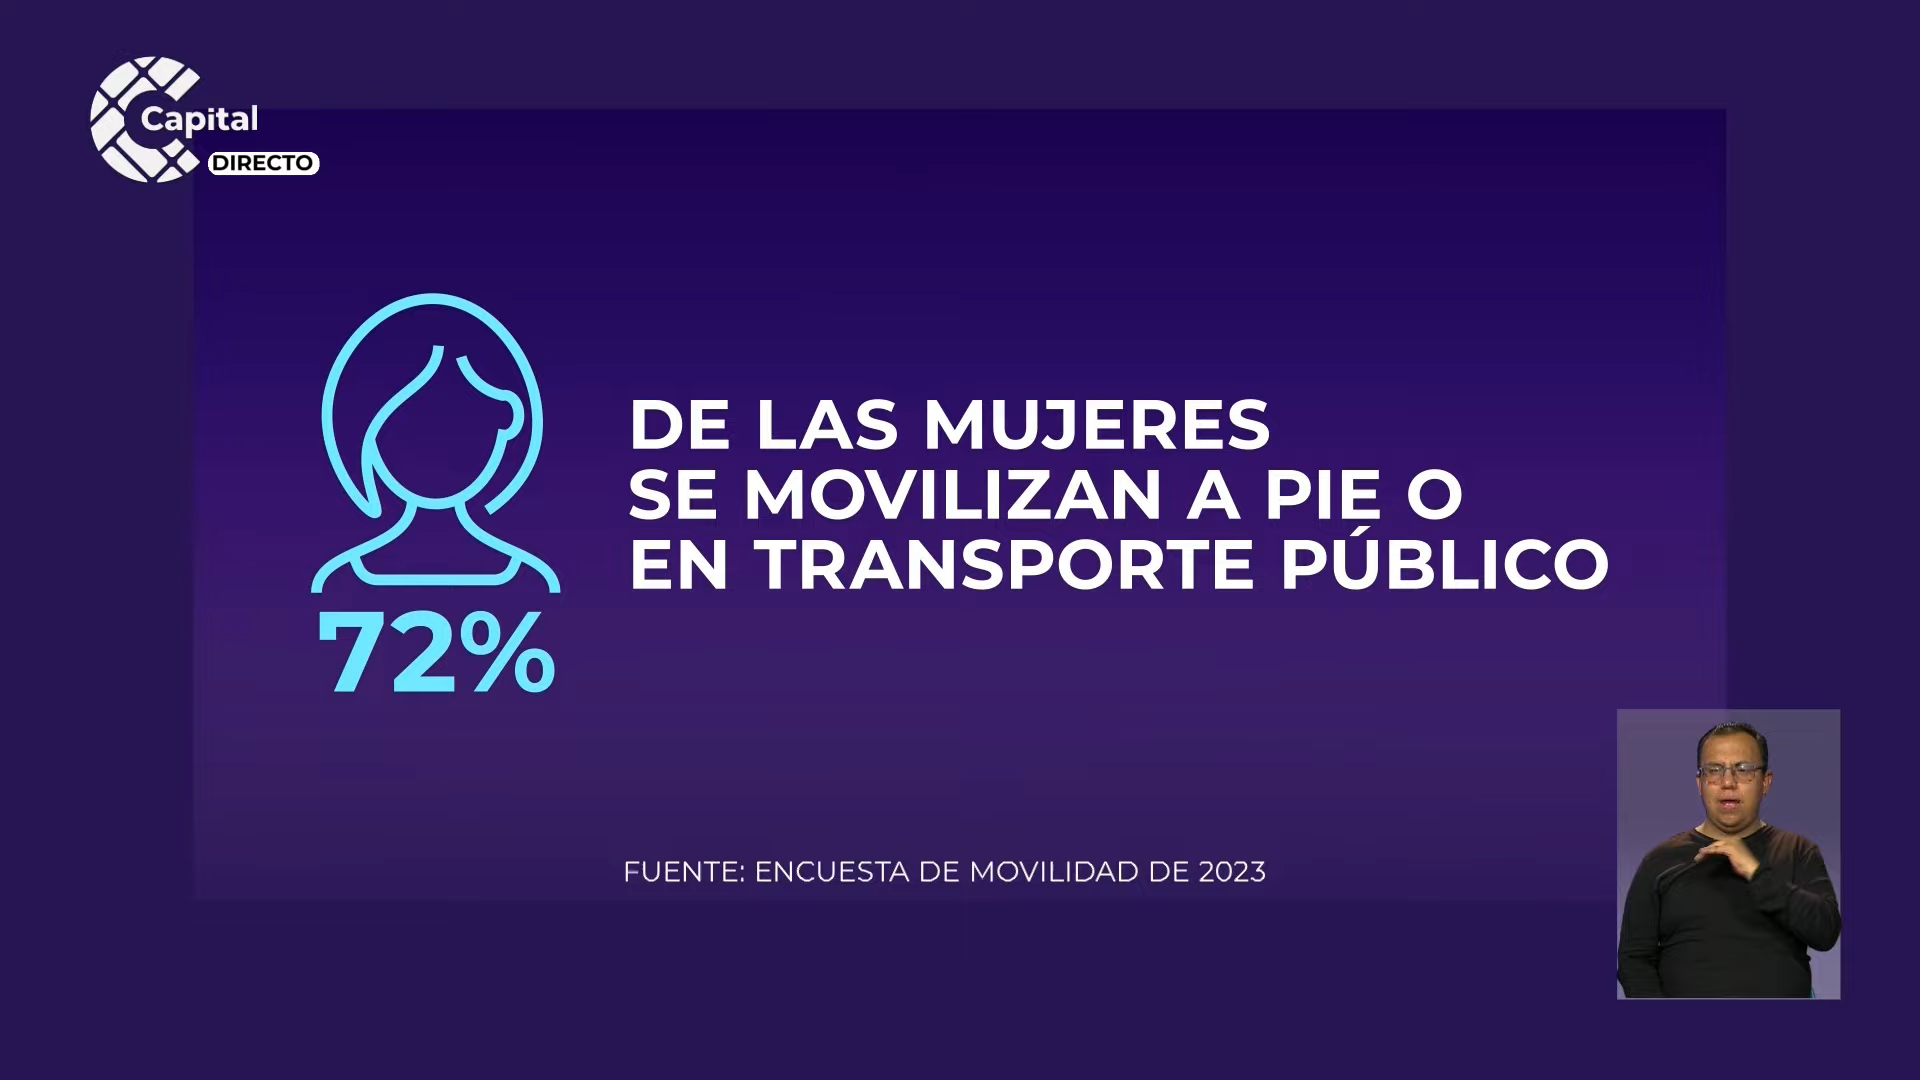 Capital
DIRECTO
DE LAS MUJERES
SE MOVILIZAN A PIE O
EN TRANSPORTE PÚBLICO
72%
FUENTE: ENCUESTA DE MOVILIDAD DE 2023